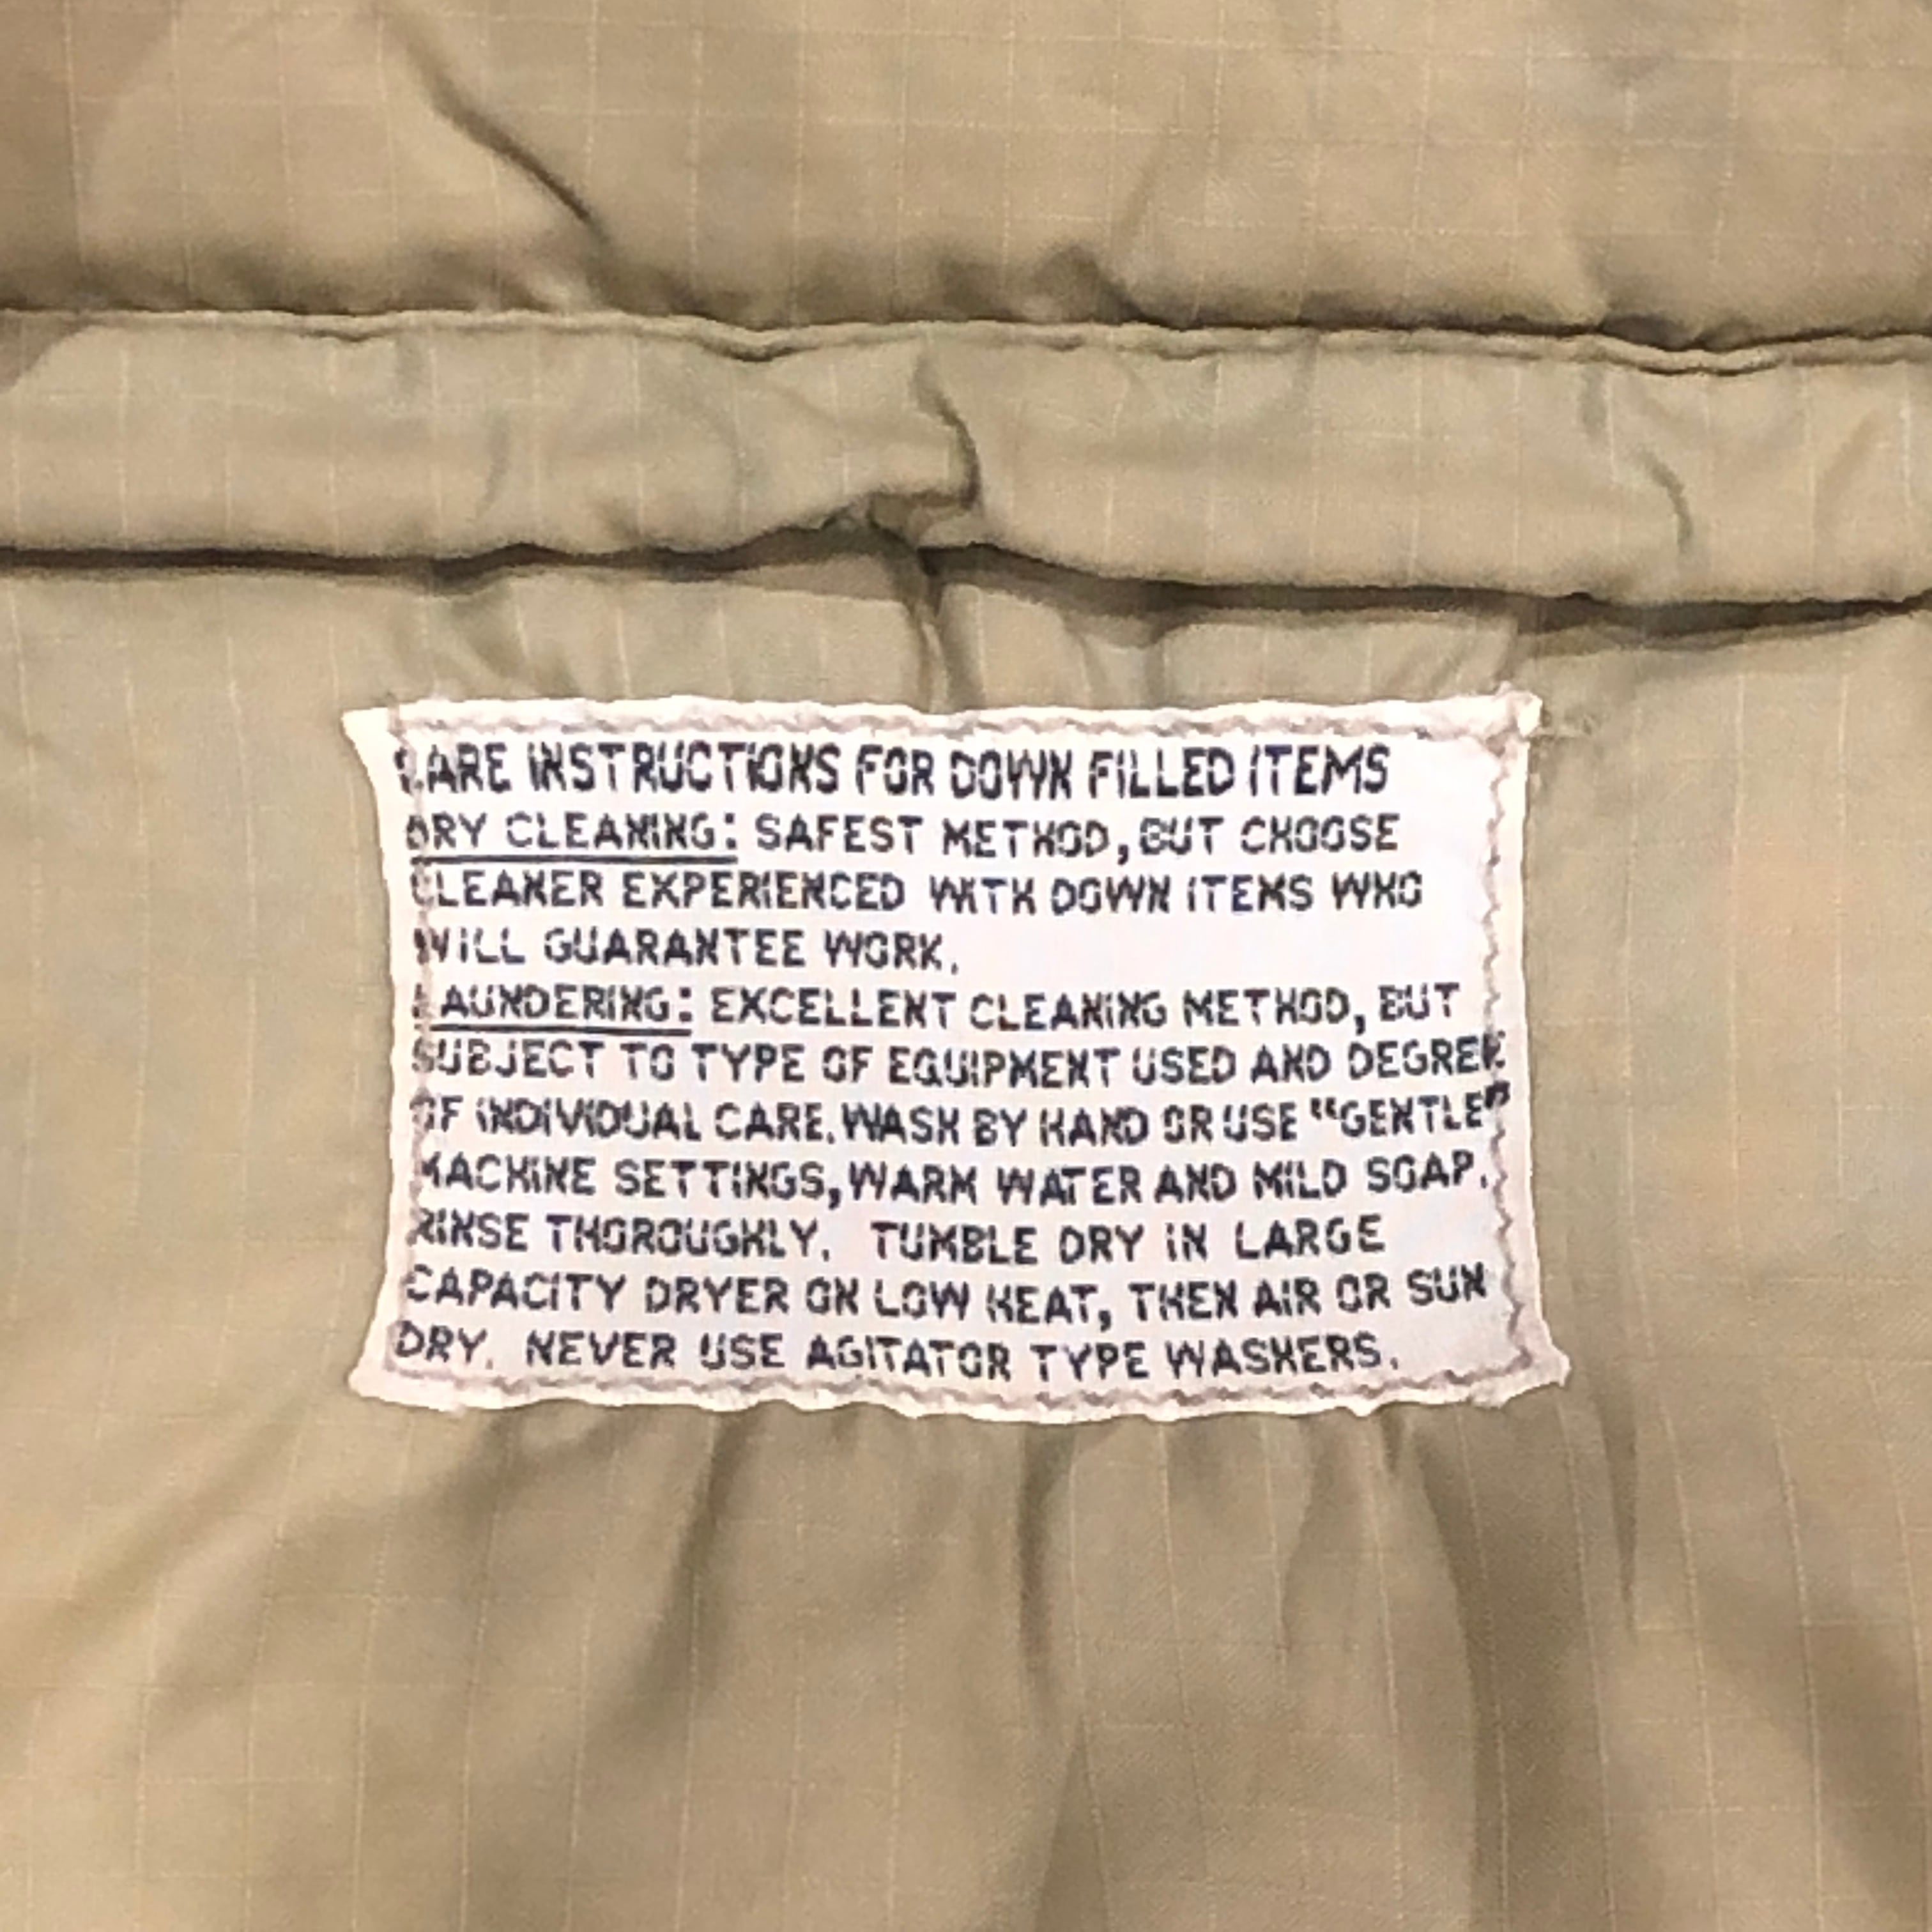 CARE INSTRUCTIONS FOR DOWN FILLED ITEMS
DRY CLEANING: SAFEST METHOD, BUT CHOOSE
CLEANER EXPERIENCED WITH DOWN ITEMS WHO
WILL GUARANTEE WORK.
LAUNDERING: EXCELLENT CLEANING METHOD, BUT
SUBJECT TO TYPE OF EQUIPMENT USED AND DEGREE
OF INDIVIDUAL CARE. WASH BY HAND OR USE "GENTLE"
MACHINE SETTINGS, WARM WATER AND MILD SOAP.
RINSE THOROUGHLY. TUMBLE DRY IN LARGE
CAPACITY DRYER ON LOW HEAT, THEN AIR OR SUN
DRY. NEVER USE AGITATOR TYPE WASHERS.